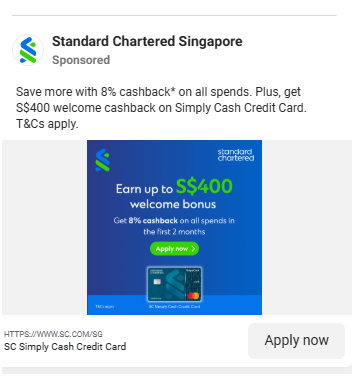 Standard Chartered Singapore
Sponsored
Save more with 8% cashback* on all spends. Plus, get
S$400 welcome cashback on Simply Cash Credit Card.
T&Cs apply.
standard
chartered
Earn up to S$400
welcome bonus
Get 8% cashback on all spends in
the first 2 months
Apply now >
T&Cs apply
SC Simply Cash Credit Card
HTTPS://WWW.SC.COM/SG
SC Simply Cash Credit Card
Apply now